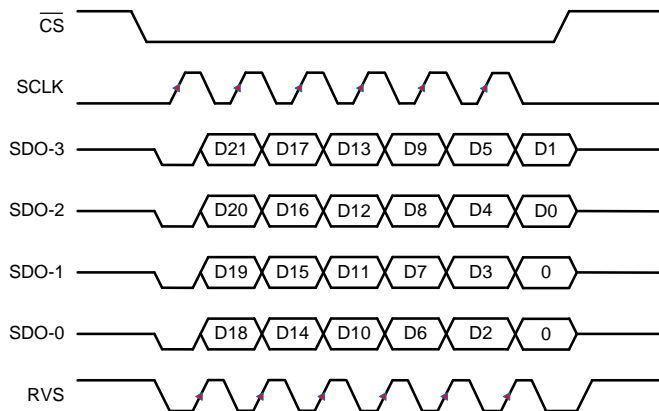 CS
SCLK
SDO-3 D21 D17 D13 D9 D5 D1
SDO-2 D20 D16 D12 D8 D4 D0
SDO-1 D19 D15 D11 D7 D3 0
SDO-0 D18 D14 D10 D6 D2 0
RVS